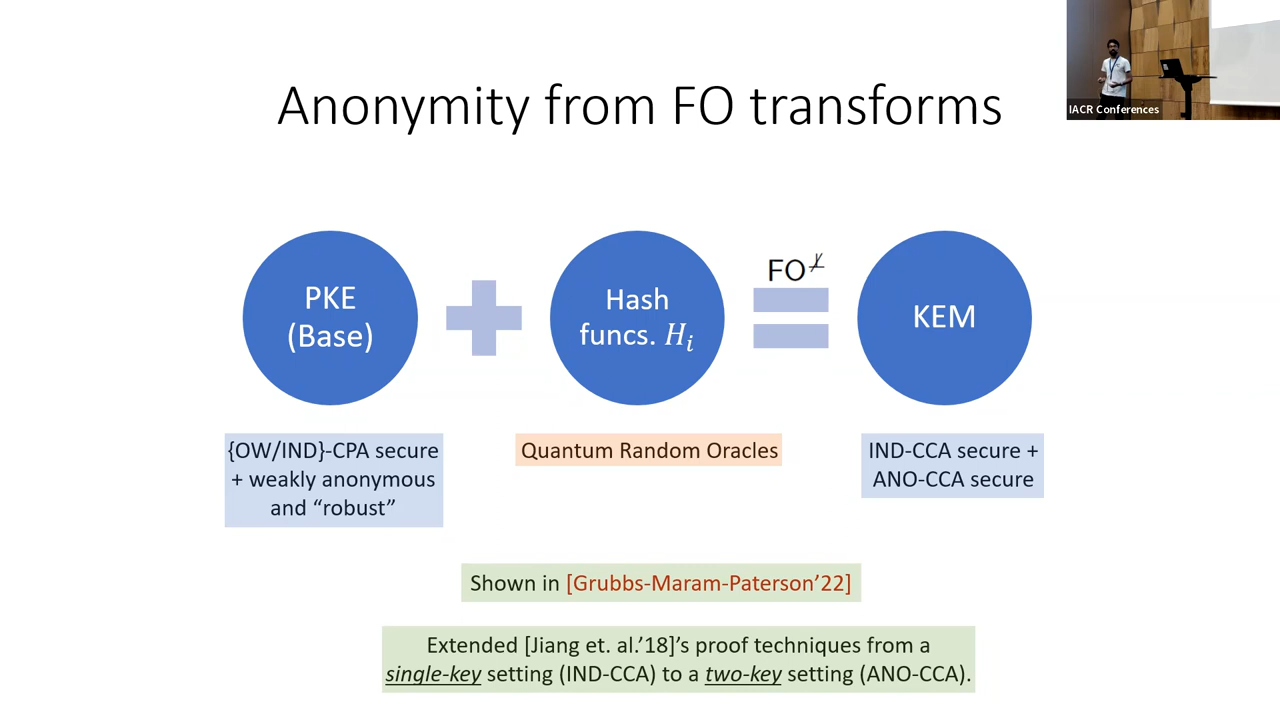 IACR Conferences
Anonymity from FO transforms
PKE
(Base)
Hash
funcs. H_i
FO^⊥̸
KEM
{OW/IND}-CPA secure
+ weakly anonymous
and “robust”
Quantum Random Oracles
IND-CCA secure +
ANO-CCA secure
Shown in [Grubbs-Maram-Paterson’22]
Extended [Jiang et. al.’18]’s proof techniques from a
single-key setting (IND-CCA) to a two-key setting (ANO-CCA).